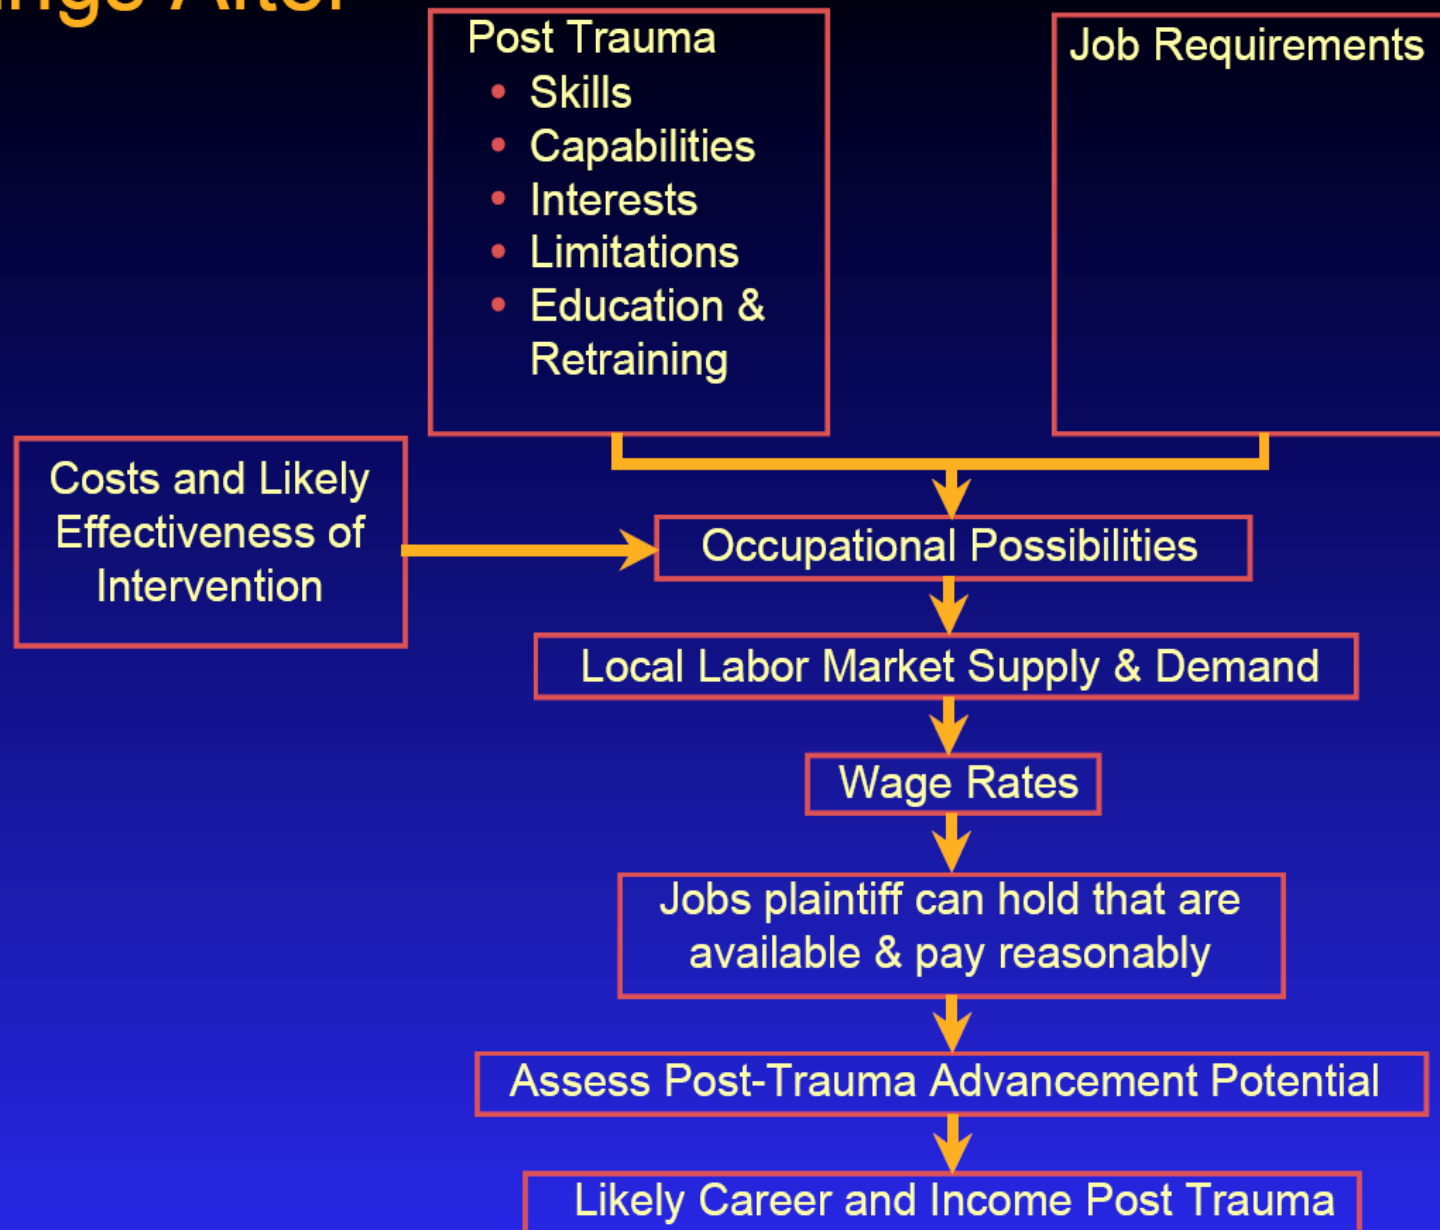 After
Post Trauma
• Skills
• Capabilities
• Interests
• Limitations
• Education &
Retraining
Job Requirements
Costs and Likely
Effectiveness of
Intervention
Occupational Possibilities
Local Labor Market Supply & Demand
Wage Rates
Jobs plaintiff can hold that are
available & pay reasonably
Assess Post-Trauma Advancement Potential
Likely Career and Income Post Trauma